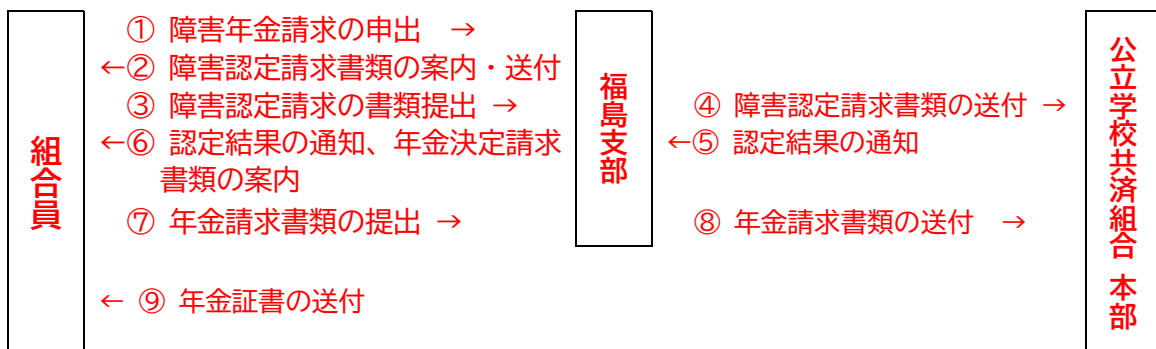 組合員
① 障害年金請求の申出 →
←② 障害認定請求書類の案内・送付
③ 障害認定請求の書類提出 →
←⑥ 認定結果の通知、年金決定請求
書類の案内
⑦ 年金請求書類の提出 →
← ⑨ 年金証書の送付
福島支部
④ 障害認定請求書類の送付 →
←⑤ 認定結果の通知
⑧ 年金請求書類の送付 →
公立学校共済組合 本部